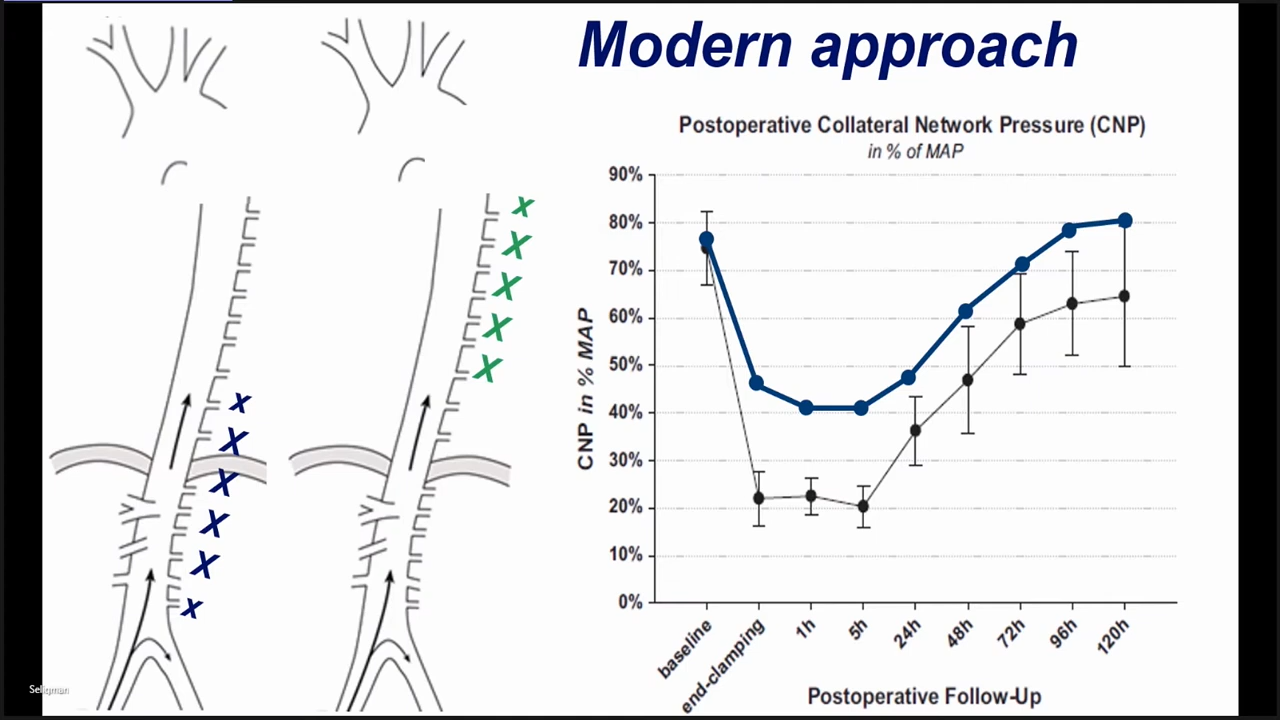 Modern approach
Postoperative Collateral Network Pressure (CNP)
in % of MAP
90%
80%
70%
60%
50%
40%
30%
20%
10%
0%
CNP in % MAP
baseline
end-clamping
1h
5h
24h
48h
72h
96h
120h
Postoperative Follow-Up
x
X
X
X
X
x
x
X
X
X
X
Seligman